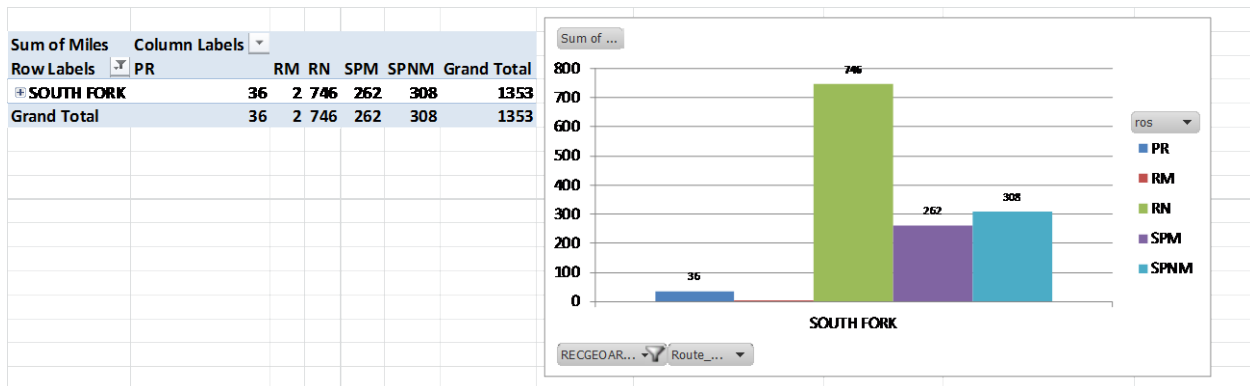 Sum of Miles Column Labels
Row Labels PR RM RN SPM SPNM Grand Total
SOUTH FORK 36 2 746 262 308 1353
Grand Total 36 2 746 262 308 1353
Sum of ...
800
700
600
500
400
300
200
100
0
746
308
262
36
SOUTH FORK
ros
PR
RM
RN
SPM
SPNM
RECGEOAR... Route_...